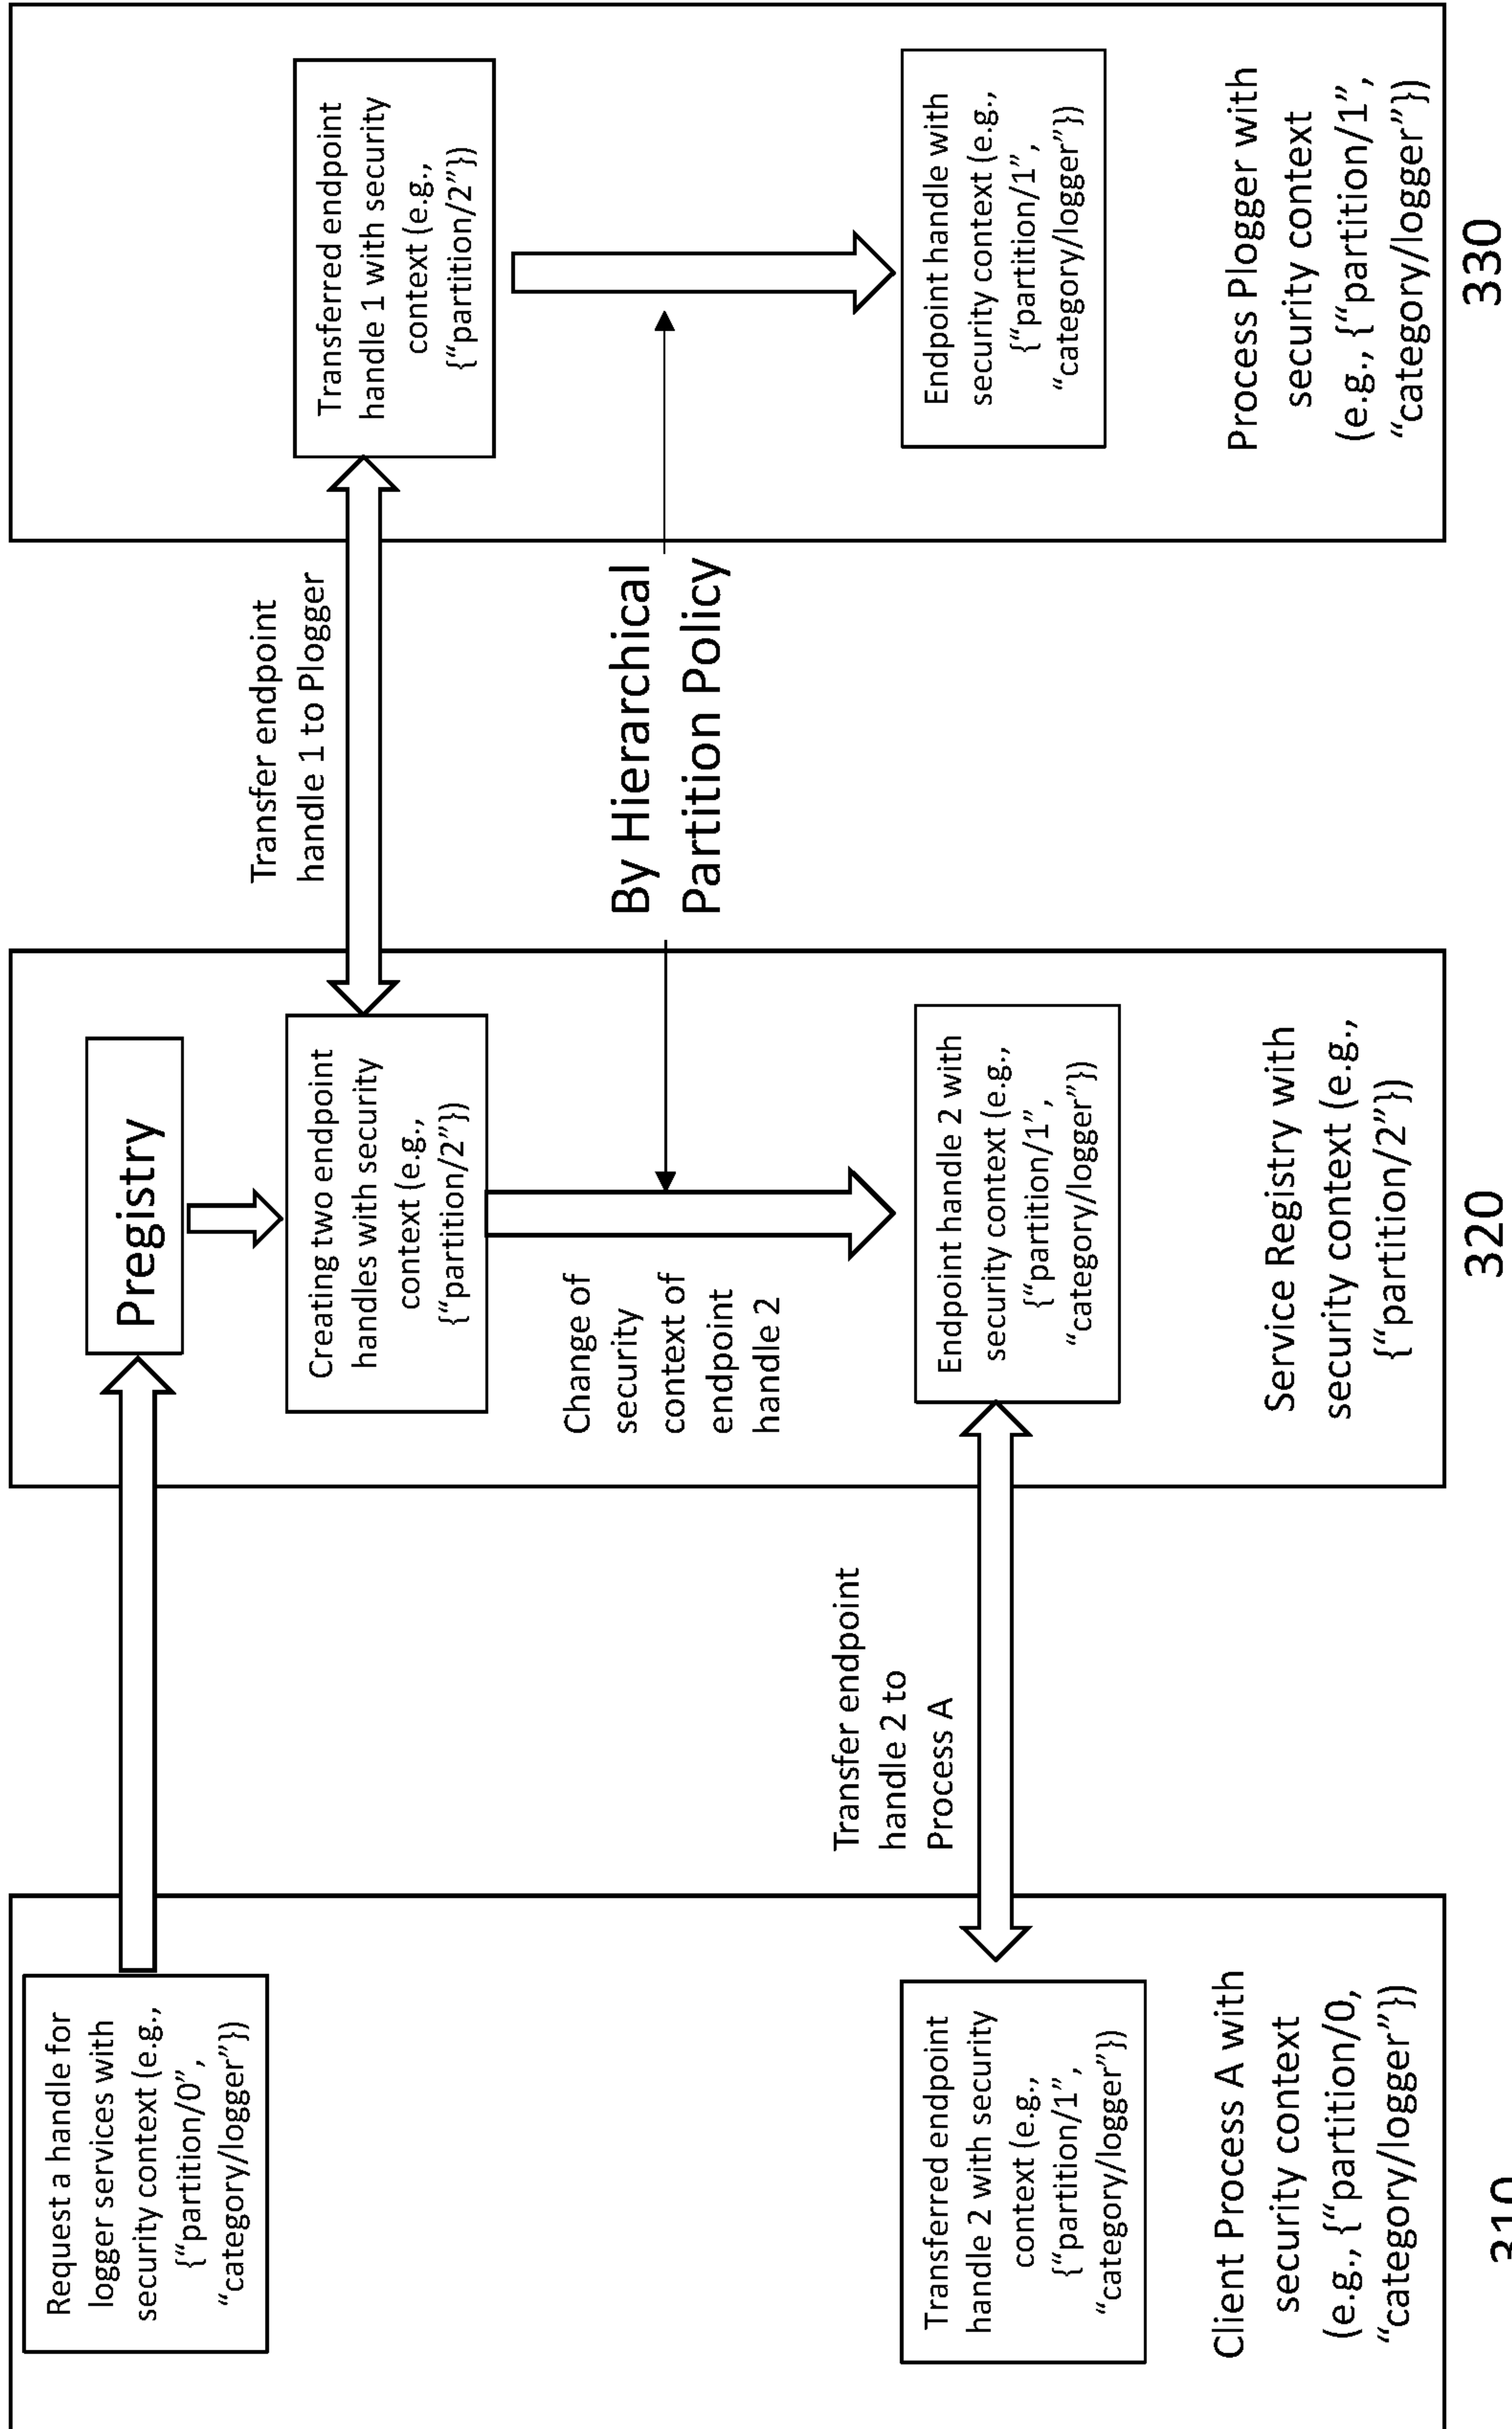 Request a handle for
logger services with
security context (e.g.,
{“partition/0”,
“category/logger”})
Transferred endpoint
handle 2 with security
context (e.g.,
{“partition/1”,
“category/logger”})
Client Process A with
security context
(e.g., {“partition/0,
“category/logger”})
310
Transfer endpoint
handle 2 to
Process A
Pregistry
Creating two endpoint
handles with security
context (e.g.,
{“partition/2”})
Change of
security
context of
endpoint
handle 2
Endpoint handle 2 with
security context (e.g.,
{“partition/1”,
“category/logger”})
Service Registry with
security context (e.g.,
{“partition/2”})
320
Transfer endpoint
handle 1 to Plogger
By Hierarchical
Partition Policy
Transferred endpoint
handle 1 with security
context (e.g.,
{“partition/2”})
Endpoint handle with
security context (e.g.,
{“partition/1”,
“category/logger”})
Process Plogger with
security context
(e.g., {“partition/1”,
“category/logger”})
330